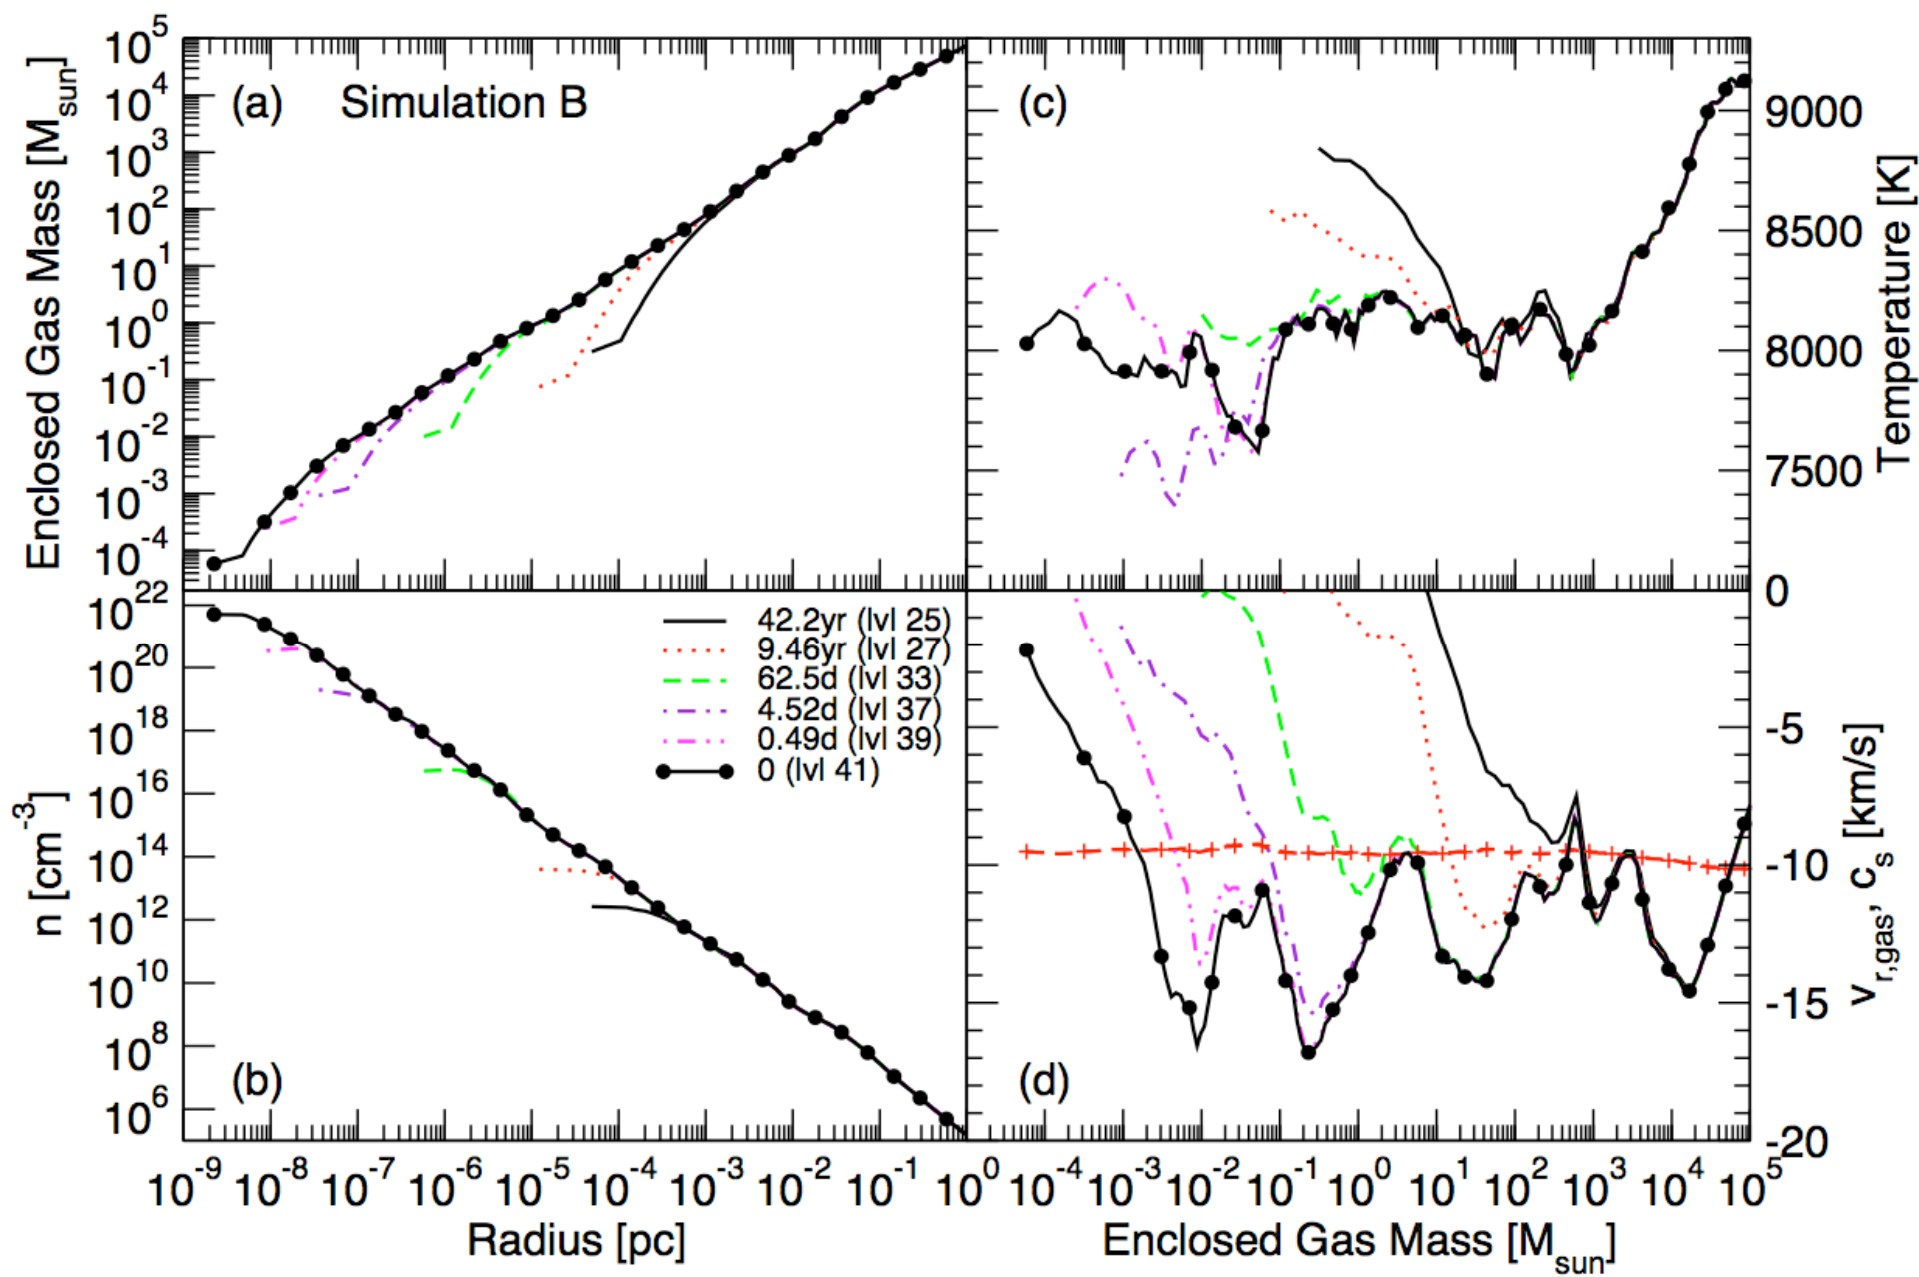 (a) Simulation B
Enclosed Gas Mass [M_sun]
10^5
10^4
10^3
10^2
10^1
10^0
10^-1
10^-2
10^-3
10^-4
(c)
9000
8500
8000
7500
Temperature [K]
(b)
n [cm^-3]
10^22
10^20
10^18
10^16
10^14
10^12
10^10
10^8
10^6
42.2yr (lvl 25)
9.46yr (lvl 27)
62.5d (lvl 33)
4.52d (lvl 37)
0.49d (lvl 39)
0 (lvl 41)
10^-9 10^-8 10^-7 10^-6 10^-5 10^-4 10^-3 10^-2 10^-1 10^0
Radius [pc]
(d)
0
-5
-10
-15
-20
v_r,gas, c_s [km/s]
10^-4 10^-3 10^-2 10^-1 10^0 10^1 10^2 10^3 10^4 10^5
Enclosed Gas Mass [M_sun]